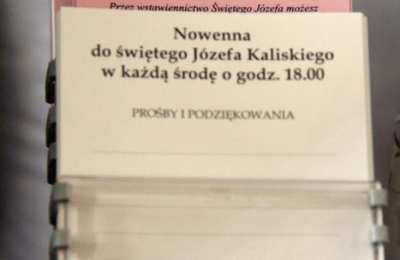 Przez wstawiennictwo Świętego Józefa możesz
Nowenna
do świętego Józefa Kaliskiego
w każdą środę o godz. 18.00
PROŚBY I PODZIĘKOWANIA